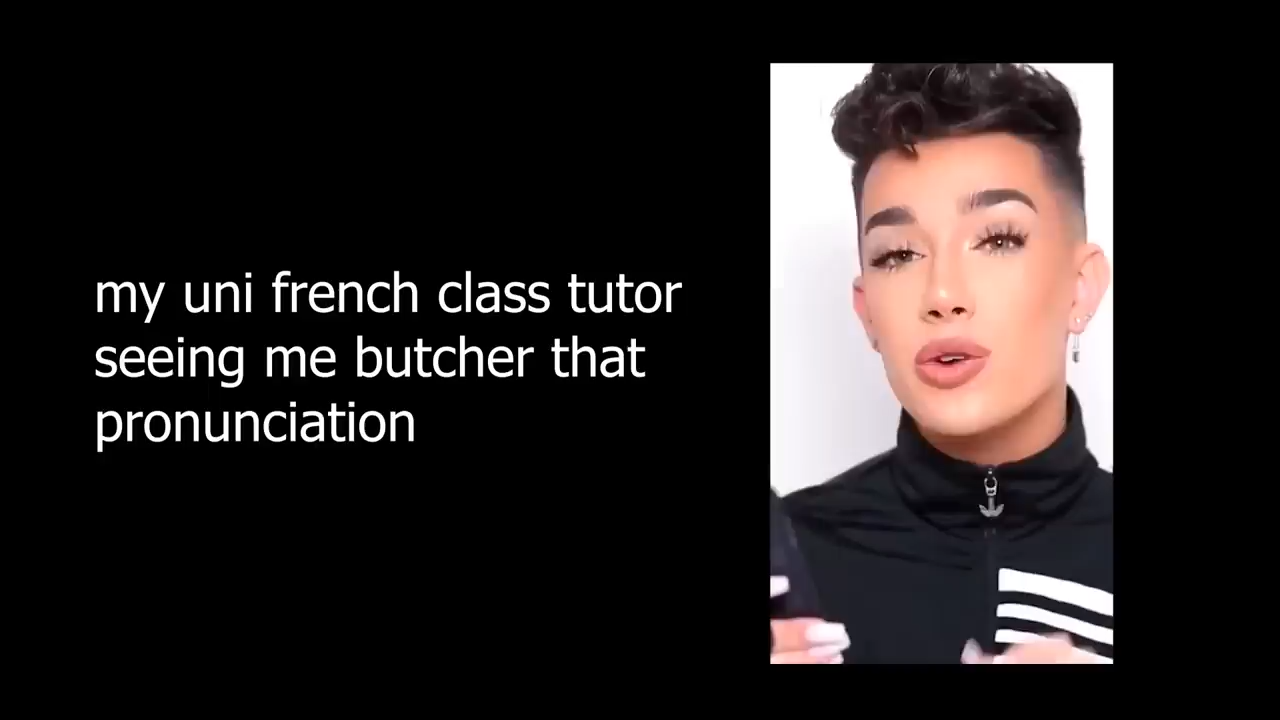 my uni french class tutor
seeing me butcher that
pronunciation